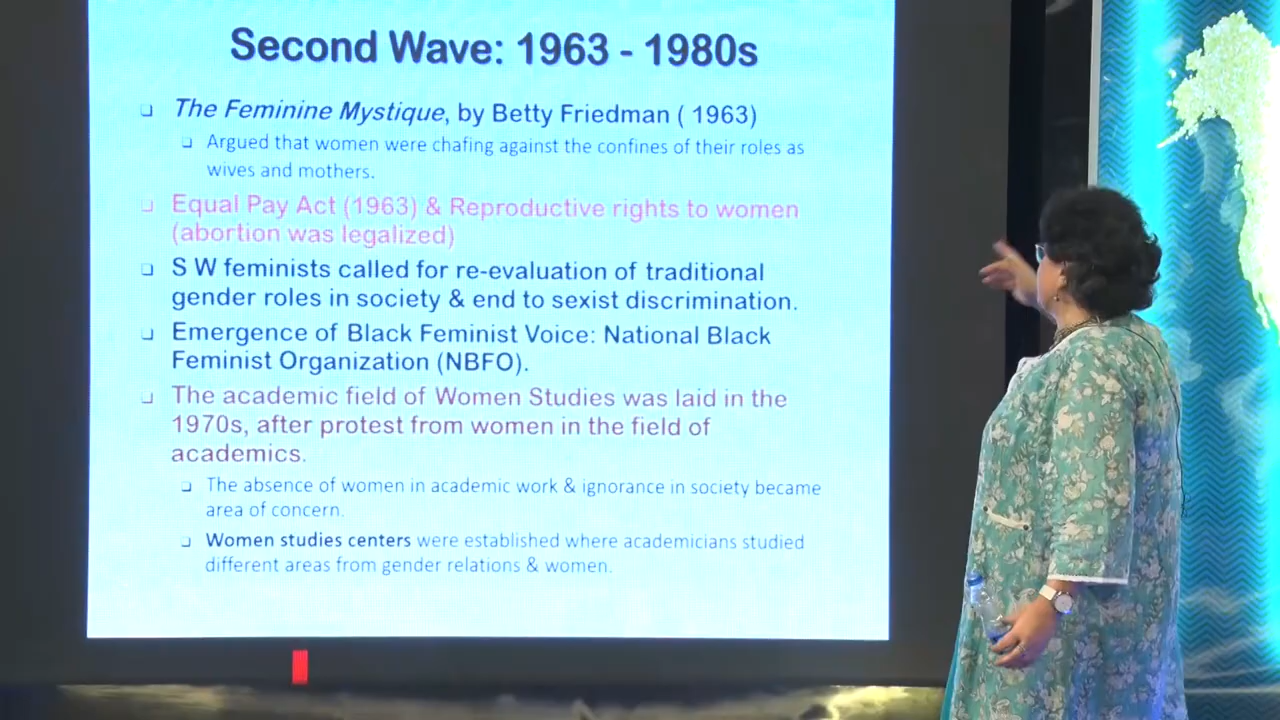 Second Wave: 1963 - 1980s
❑ The Feminine Mystique, by Betty Friedman ( 1963)
❑ Argued that women were chafing against the confines of their roles as
wives and mothers.
❑ Equal Pay Act (1963) & Reproductive rights to women
(abortion was legalized)
❑ S W feminists called for re-evaluation of traditional
gender roles in society & end to sexist discrimination.
❑ Emergence of Black Feminist Voice: National Black
Feminist Organization (NBFO).
❑ The academic field of Women Studies was laid in the
1970s, after protest from women in the field of
academics.
❑ The absence of women in academic work & ignorance in society became
area of concern.
❑ Women studies centers were established where academicians studied
different areas from gender relations & women.